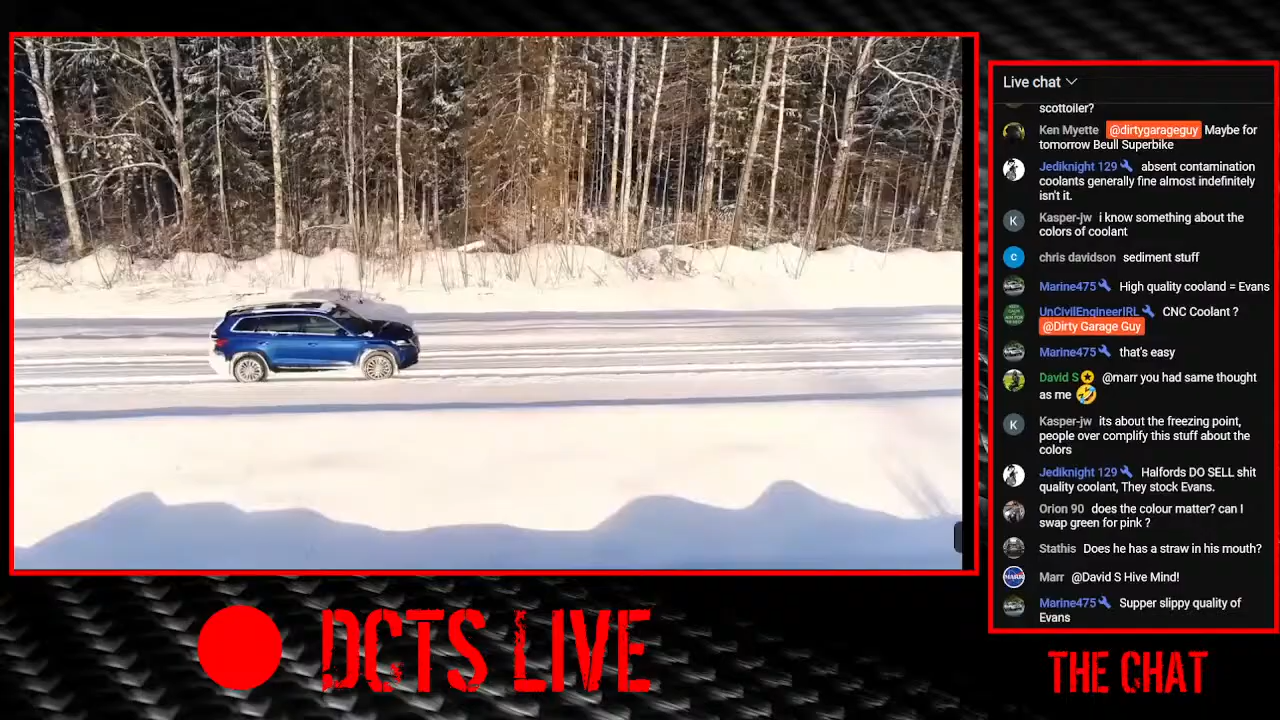 Live chat
scottoiler?
Ken Myette @dirtygarageguy Maybe for
tomorrow Beull Superbike
Jediknight 129 absent contamination
coolants generally fine almost indefinitely
isn't it.
K
Kasper-jw i know something about the
colors of coolant
c
chris davidson sediment stuff
Marine475 High quality cooland = Evans
UnCivilEngineerIRL CNC Coolant ?
@Dirty Garage Guy
Marine475 that's easy
David S @marr you had same thought
as me
K
Kasper-jw its about the freezing point,
people over complify this stuff about the
colors
Jediknight 129 Halfords DO SELL shit
quality coolant, They stock Evans.
Orion 90 does the colour matter? can I
swap green for pink ?
Stathis Does he has a straw in his mouth?
Marr @David S Hive Mind!
Marine475 Supper slippy quality of
Evans
DCTS LIVE
THE CHAT